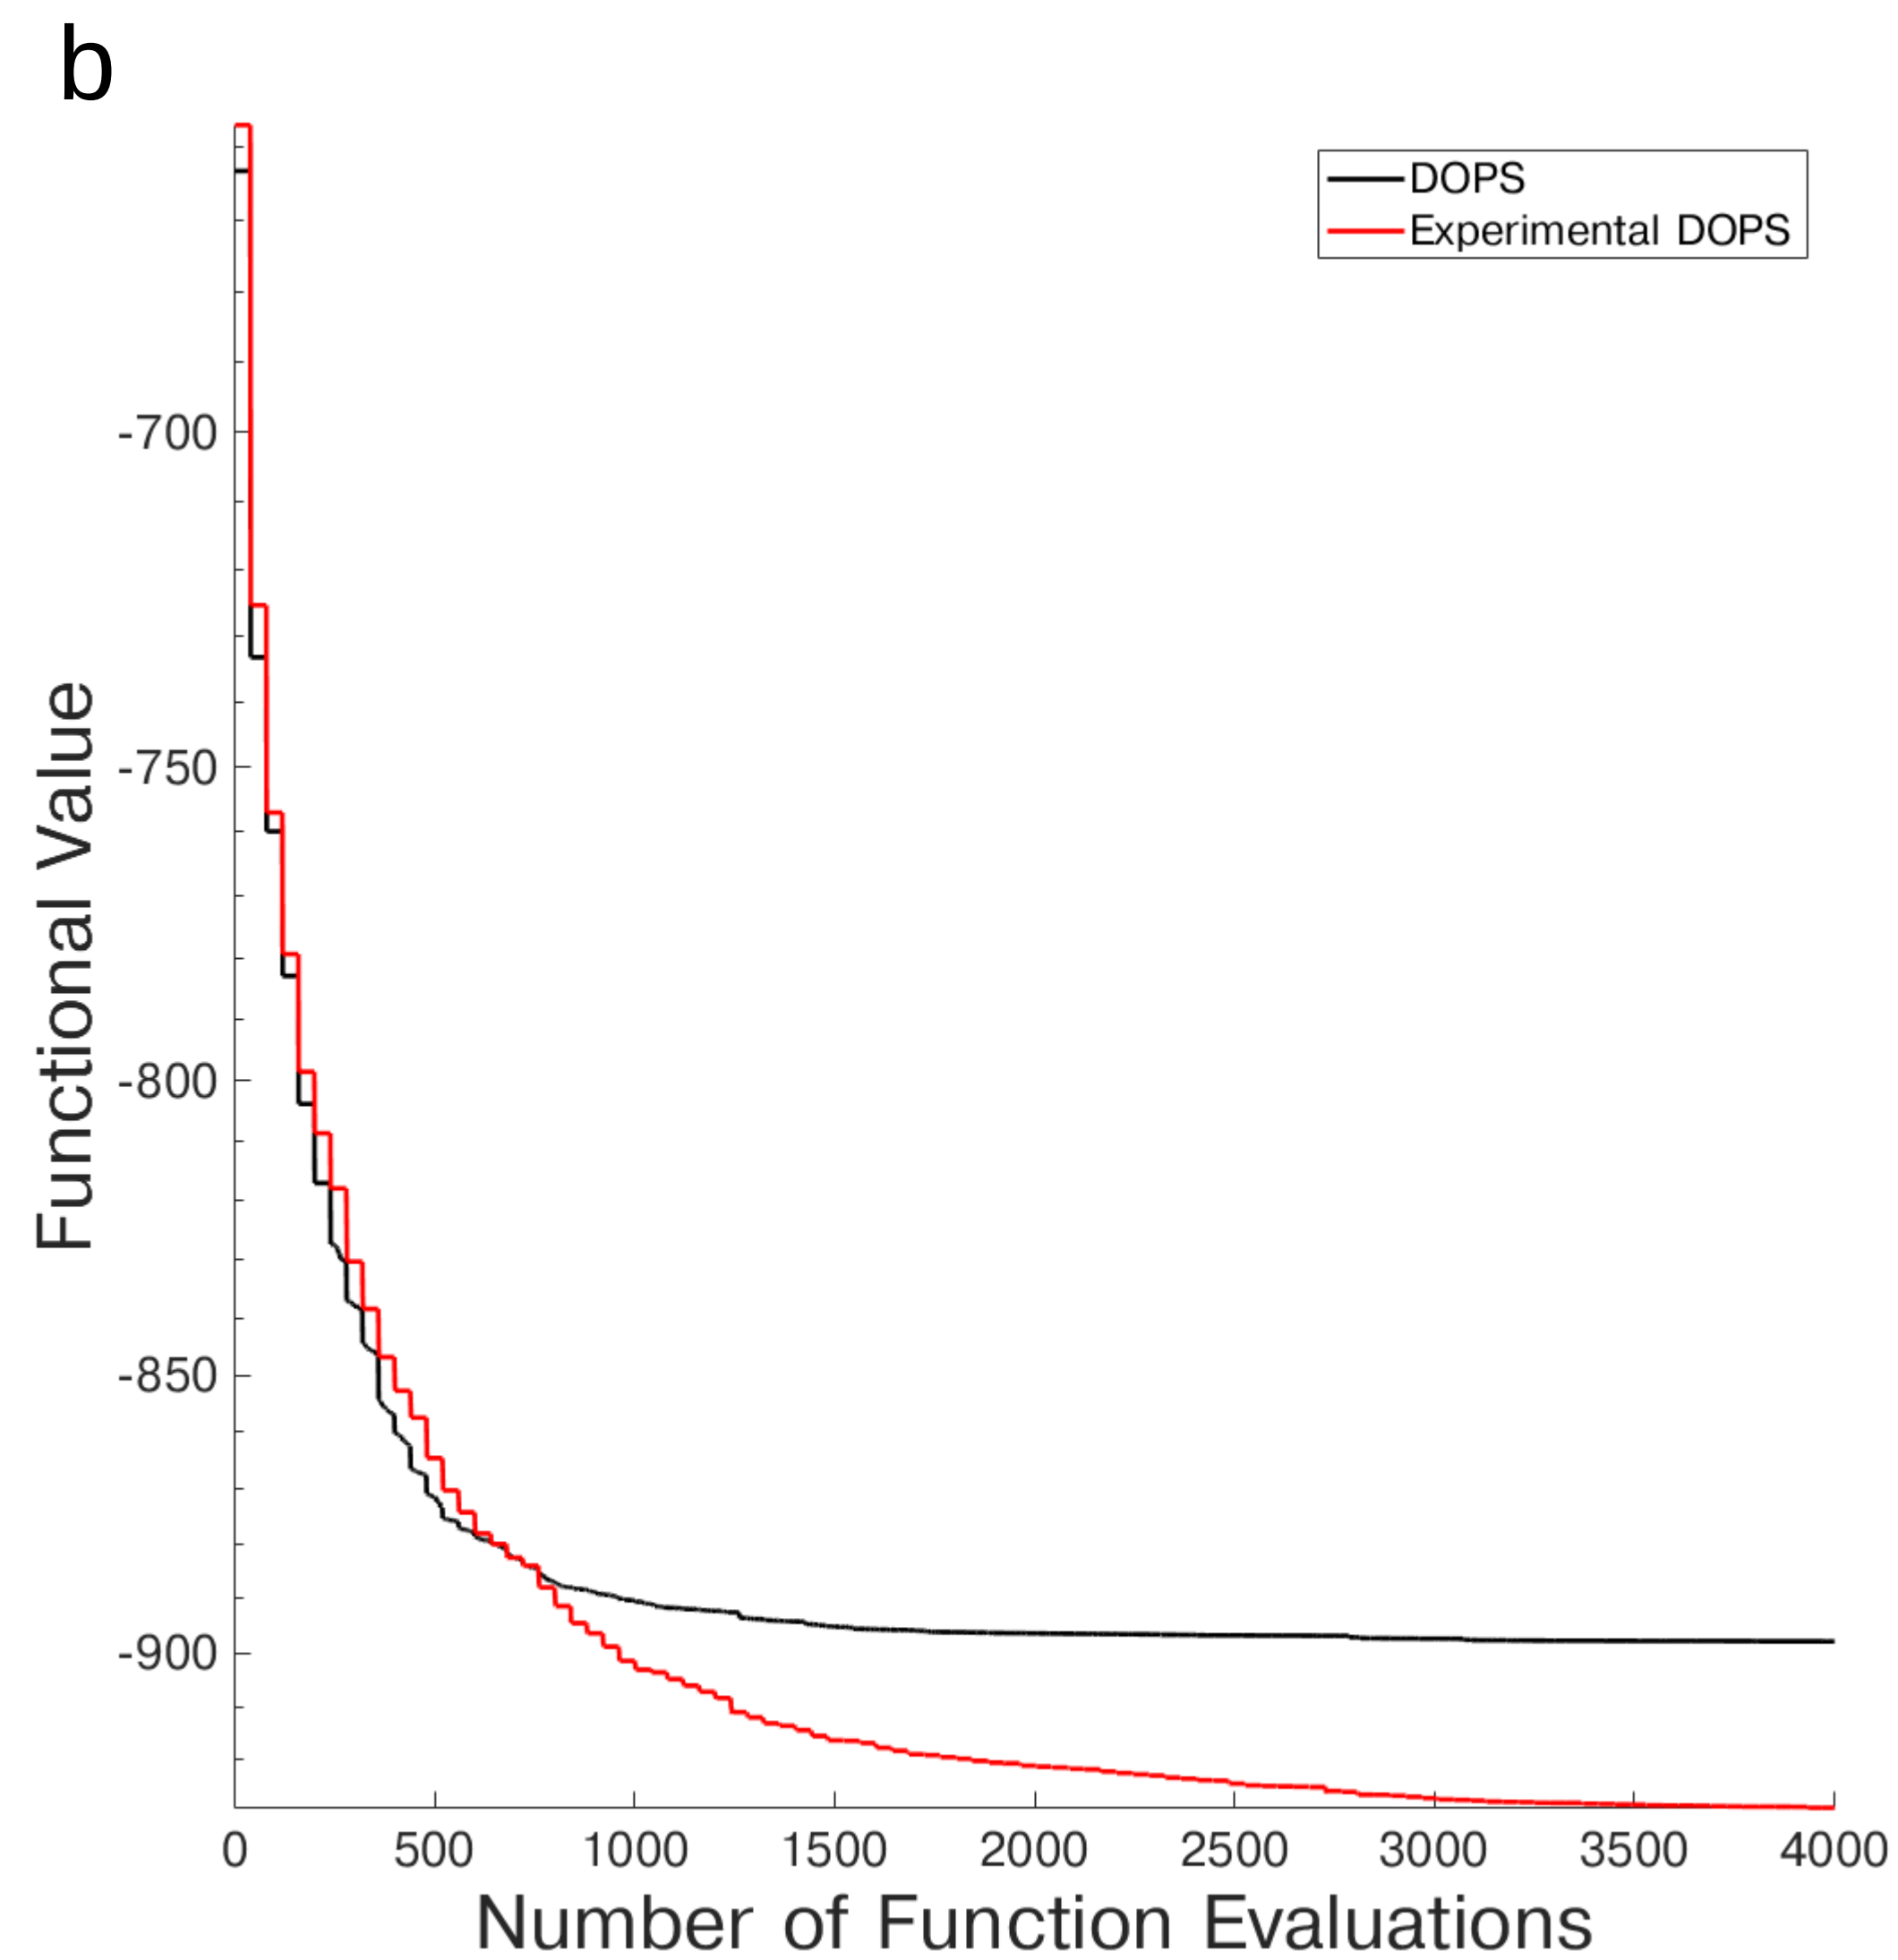 b
DOPS
Experimental DOPS
-700
-750
-800
-850
-900
Functional Value
0 500 1000 1500 2000 2500 3000 3500 4000
Number of Function Evaluations